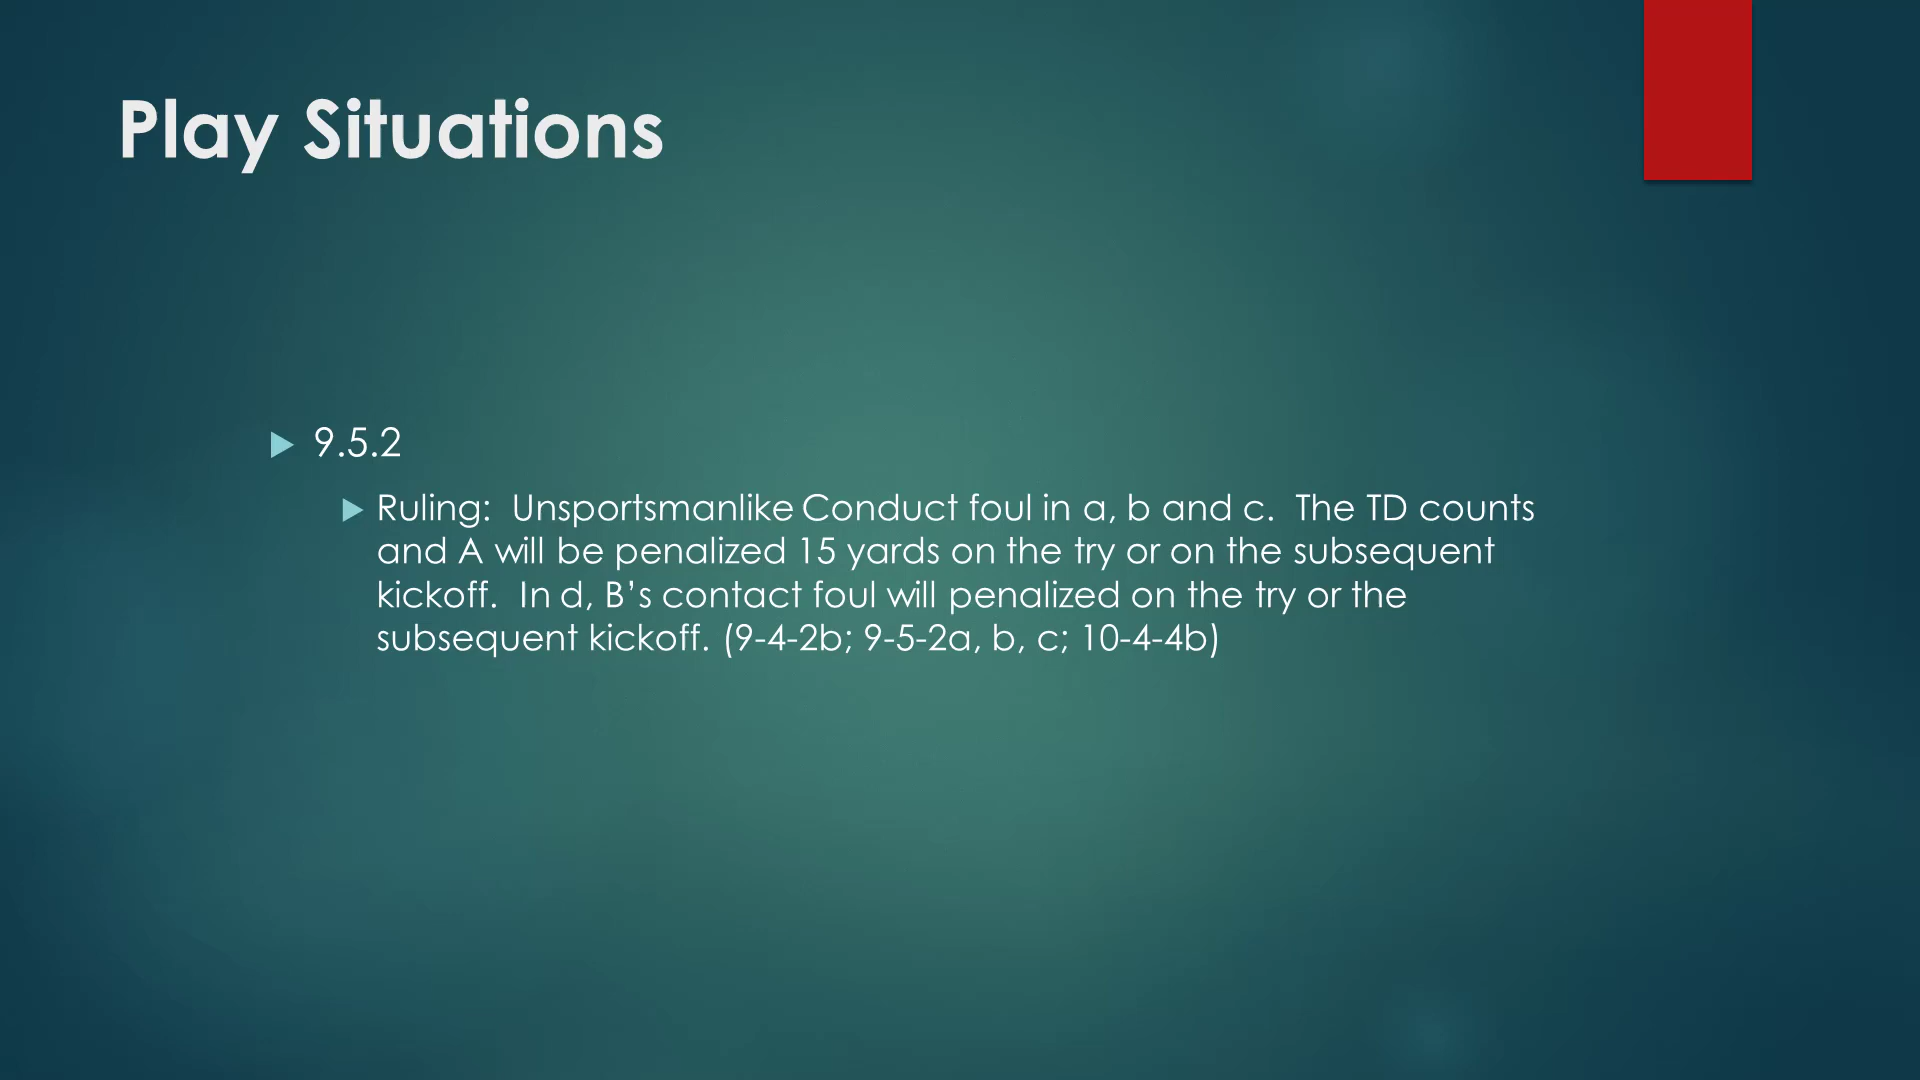 Play Situations
9.5.2
Ruling:  Unsportsmanlike Conduct foul in a, b and c.  The TD counts
and A will be penalized 15 yards on the try or on the subsequent
kickoff.  In d, B’s contact foul will penalized on the try or the
subsequent kickoff. (9-4-2b; 9-5-2a, b, c; 10-4-4b)